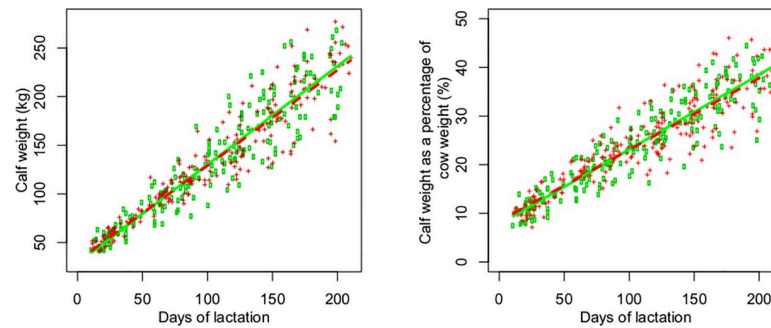 Calf weight (kg)
250
200
150
100
50
0 50 100 150 200
Days of lactation
Calf weight as a percentage of
cow weight (%)
50
40
30
20
10
0
0 50 100 150 200
Days of lactation